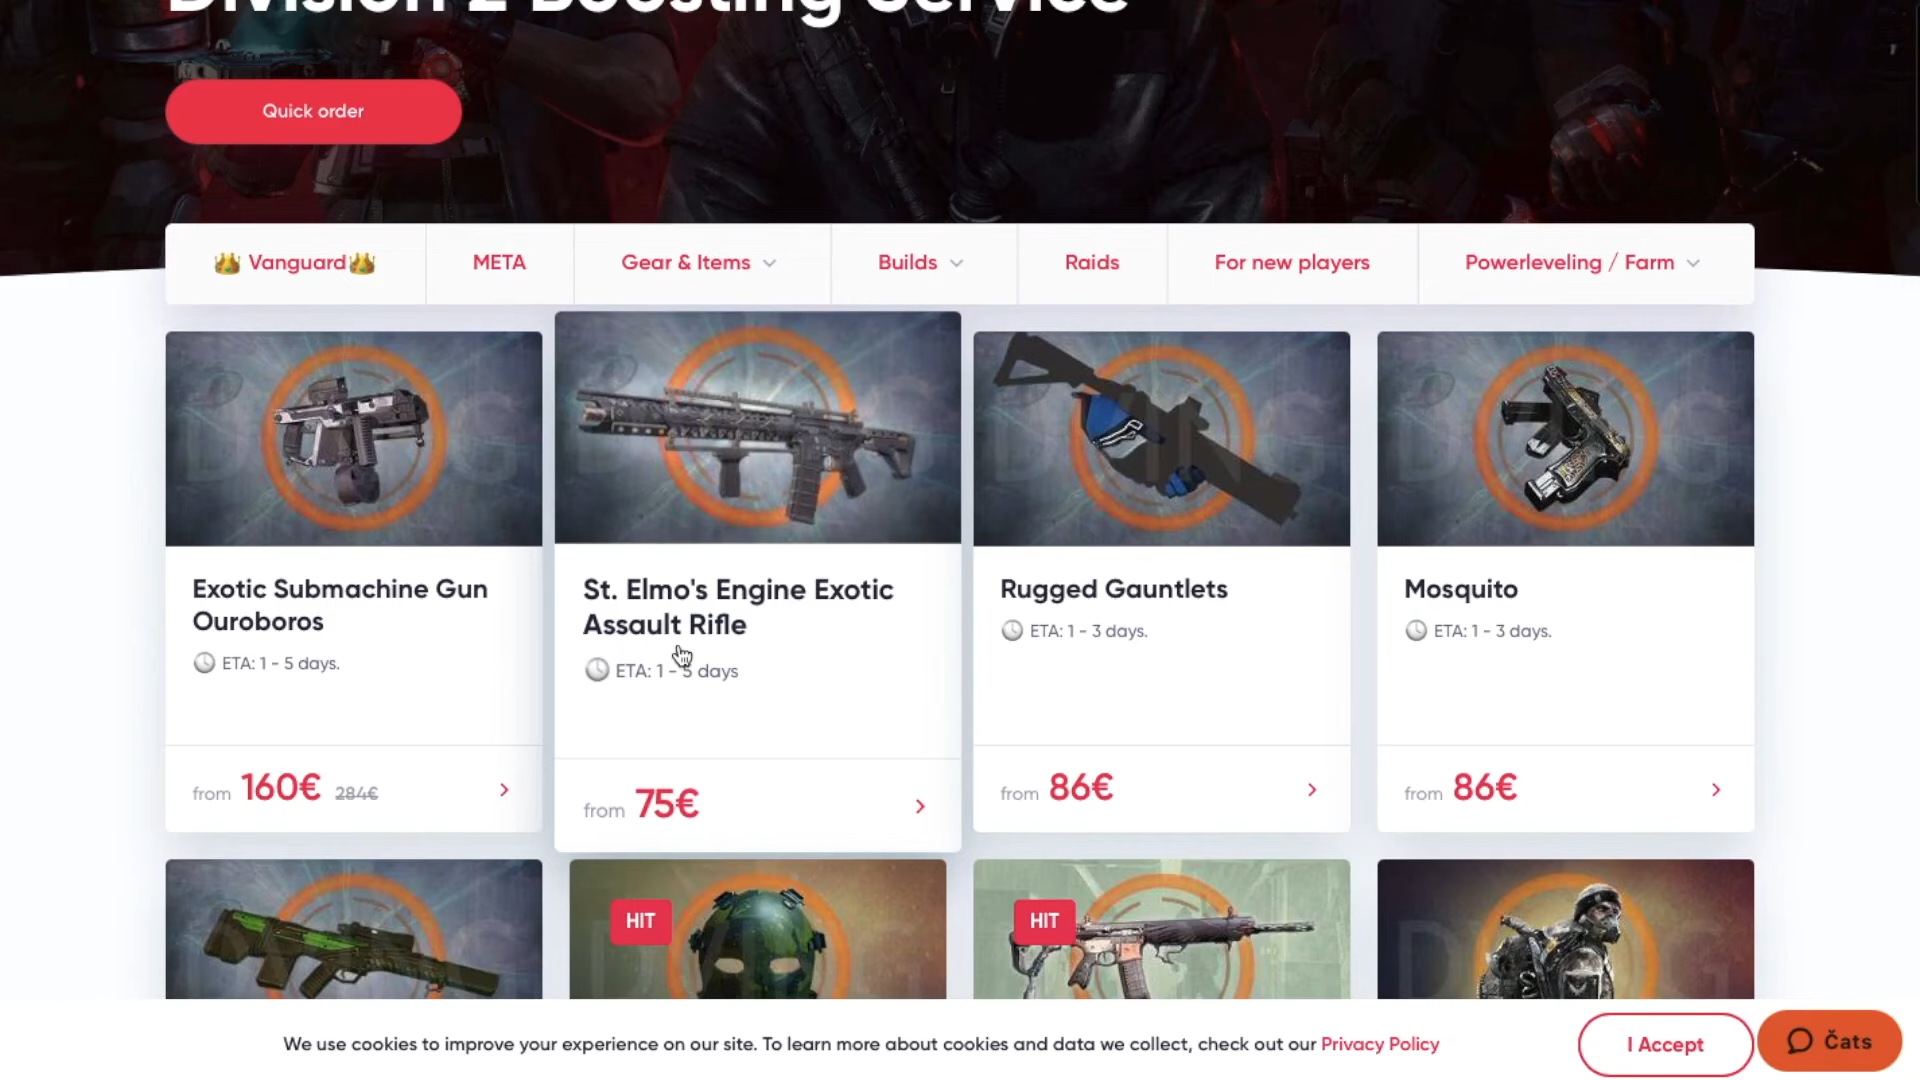 Division 2 Boosting Service
Quick order
Vanguard
META
Gear & Items
Builds
Raids
For new players
Powerleveling / Farm
Exotic Submachine Gun
Ouroboros
ETA: 1 - 5 days.
from 160€ 284€
St. Elmo's Engine Exotic
Assault Rifle
ETA: 1 - 5 days
from 75€
Rugged Gauntlets
ETA: 1 - 3 days.
from 86€
Mosquito
ETA: 1 - 3 days.
from 86€
HIT
HIT
We use cookies to improve your experience on our site. To learn more about cookies and data we collect, check out our Privacy Policy
I Accept
Čats